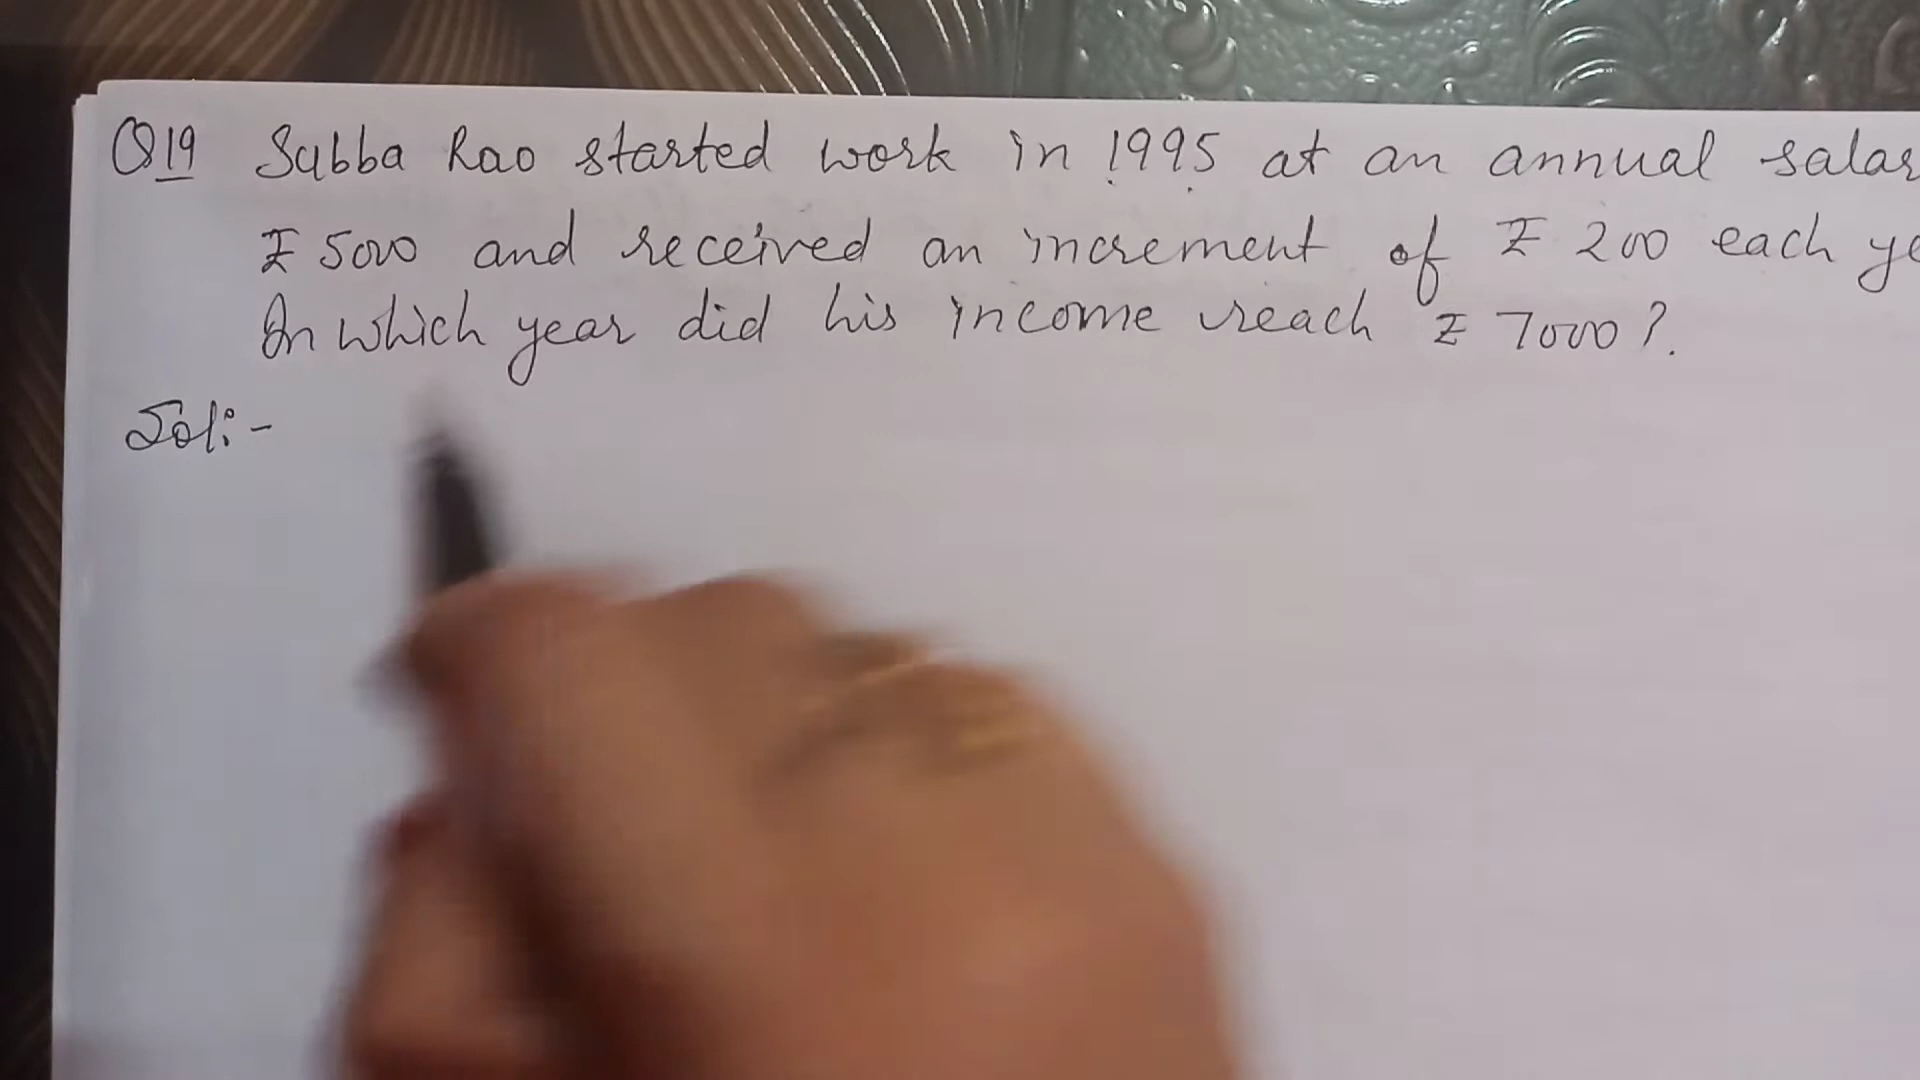 Q19 Subba Rao started work in 1995 at an annual salar
₹ 5000 and received an increment of ₹ 200 each ye
In which year did his income reach ₹ 7000?.
Sol:-